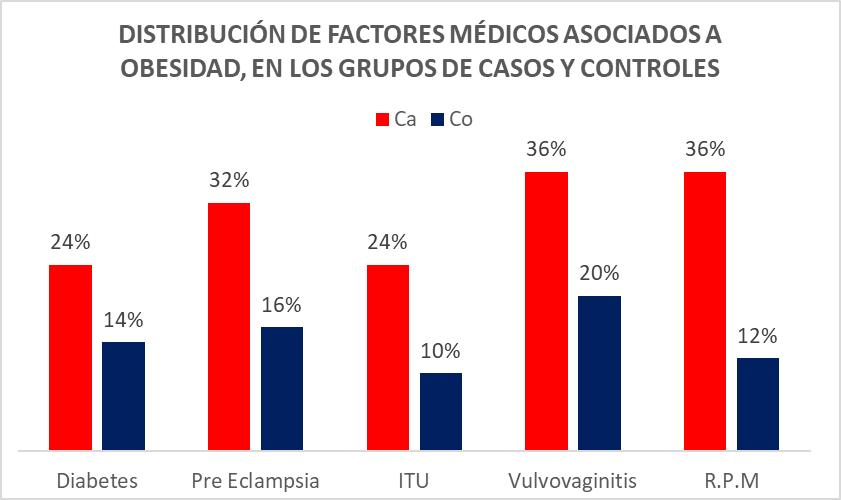 DISTRIBUCIÓN DE FACTORES MÉDICOS ASOCIADOS A
OBESIDAD, EN LOS GRUPOS DE CASOS Y CONTROLES
Ca Co
24% 14% 32% 16% 24% 10% 36% 20% 36% 12%
Diabetes Pre Eclampsia ITU Vulvovaginitis R.P.M